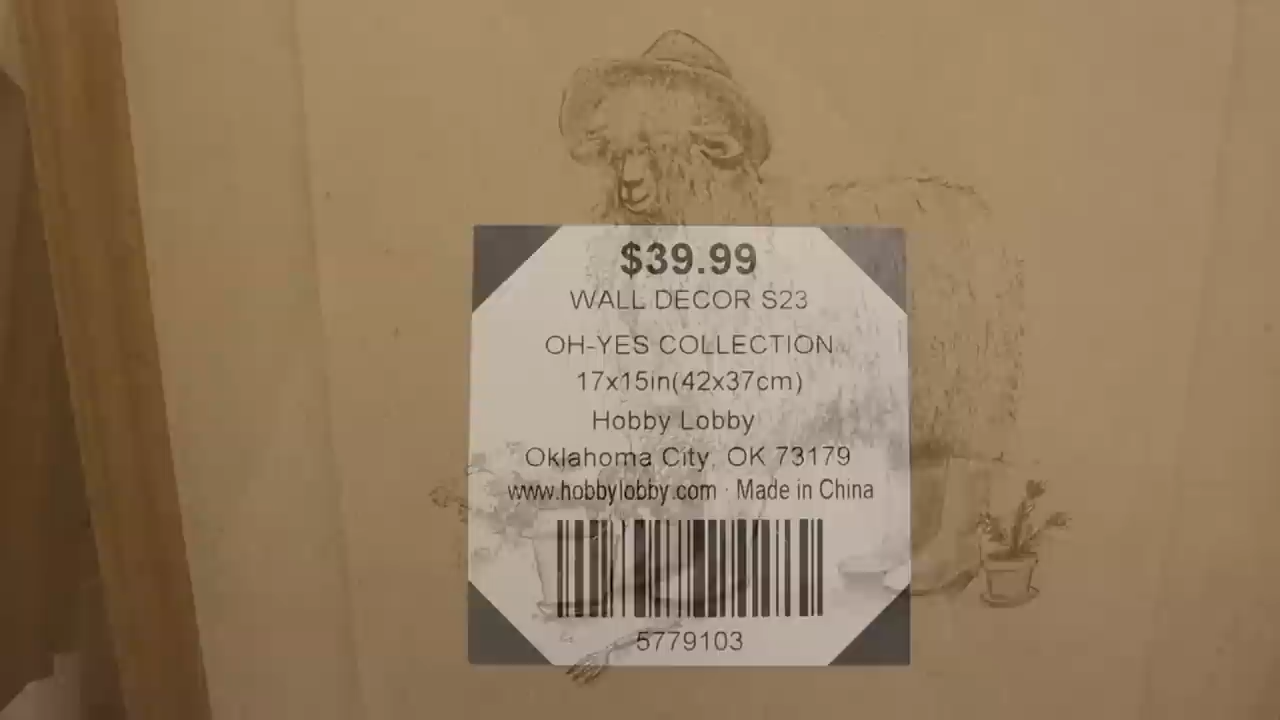 $39.99
WALL DECOR S23
OH-YES COLLECTION
17x15in(42x37cm)
Hobby Lobby
Oklahoma City, OK 73179
www.hobbylobby.com · Made in China
5779103